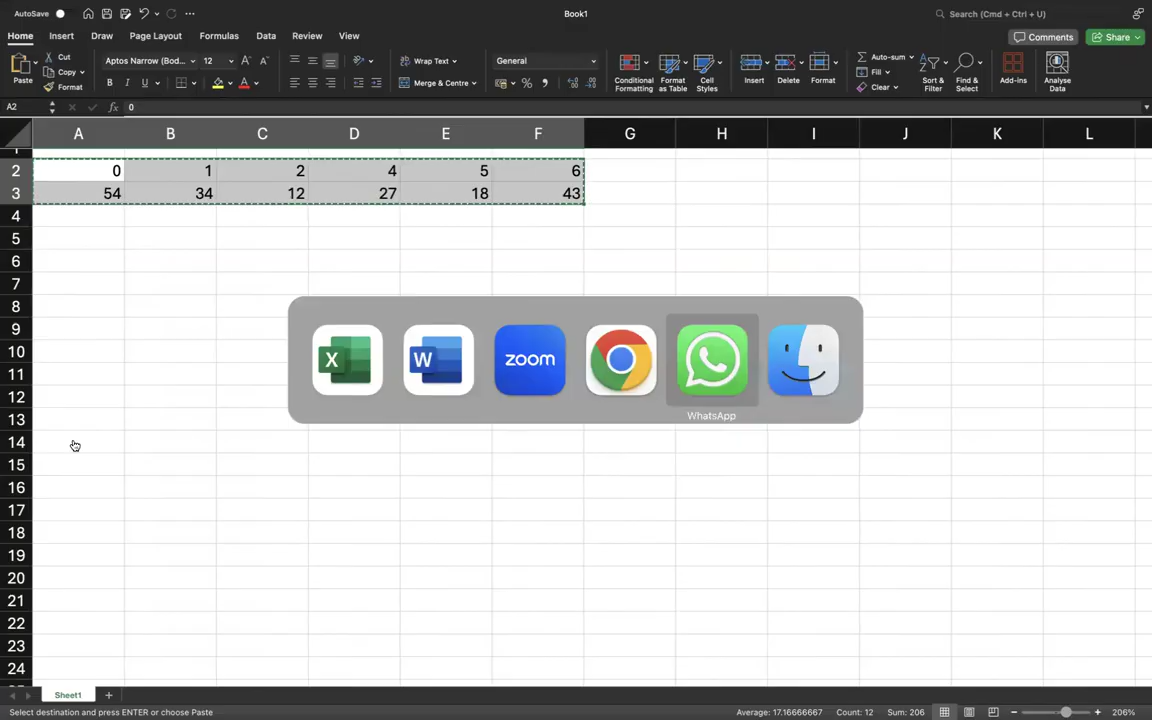 AutoSave
Book1
Search (Cmd + Ctrl + U)
Home Insert Draw Page Layout Formulas Data Review View
Comments
Share
Paste
Cut
Copy
Format
Aptos Narrow (Bod...
12
B I U
Wrap Text
Merge & Centre
General
Conditional Formatting
Format as Table
Cell Styles
Insert
Delete
Format
Auto-sum
Fill
Clear
Sort & Filter
Find & Select
Add-ins
Analyse Data
A2
fx 0
A B C D E F G H I J K L
1
2 0 1 2 4 5 6
3 54 34 12 27 18 43
4
5
6
7
8
9
10
11
12
13
14
15
16
17
18
19
20
21
22
23
24
X
W
zoom
WhatsApp
Sheet1
Select destination and press ENTER or choose Paste
Average: 17.16666667 Count: 12 Sum: 206
206%